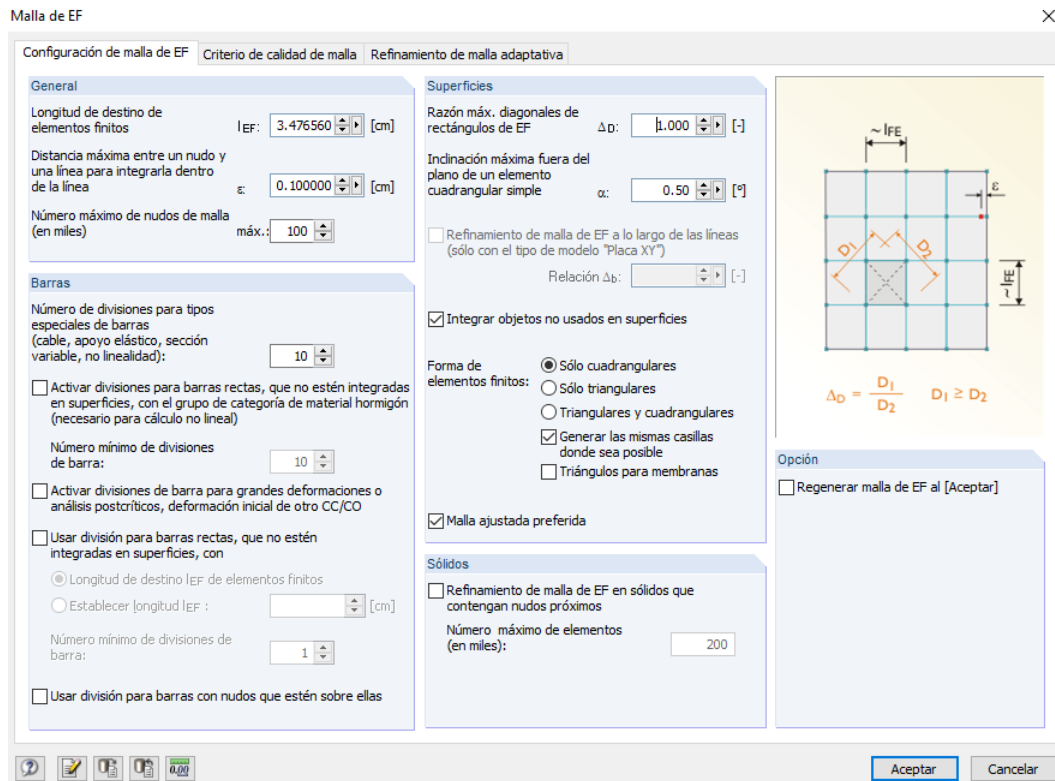 Malla de EF
Configuración de malla de EF
Criterio de calidad de malla
Refinamiento de malla adaptativa
General
Longitud de destino de
elementos finitos
lEF: 3.476560 [cm]
Distancia máxima entre un nudo y
una línea para integrarla dentro
de la línea
ε: 0.100000 [cm]
Número máximo de nudos de malla
(en miles)
máx.: 100
Barras
Número de divisiones para tipos
especiales de barras
(cable, apoyo elástico, sección
variable, no linealidad):
10
Activar divisiones para barras rectas, que no estén integradas
en superficies, con el grupo de categoría de material hormigón
(necesario para cálculo no lineal)
Número mínimo de divisiones
de barra:
10
Activar divisiones de barra para grandes deformaciones o
análisis postcríticos, deformación inicial de otro CC/CO
Usar división para barras rectas, que no estén
integradas en superficies, con
Longitud de destino lEF de elementos finitos
Establecer longitud lEF : [cm]
Número mínimo de divisiones de
barra:
1
Usar división para barras con nudos que estén sobre ellas
Superficies
Razón máx. diagonales de
rectángulos de EF
ΔD: 1.000 [-]
Inclinación máxima fuera del
plano de un elemento
cuadrangular simple
α: 0.50 [º]
Refinamiento de malla de EF a lo largo de las líneas
(sólo con el tipo de modelo "Placa XY")
Relación Δb: [-]
Integrar objetos no usados en superficies
Forma de
elementos finitos:
Sólo cuadrangulares
Sólo triangulares
Triangulares y cuadrangulares
Generar las mismas casillas
donde sea posible
Triángulos para membranas
Malla ajustada preferida
Sólidos
Refinamiento de malla de EF en sólidos que
contengan nudos próximos
Número máximo de elementos
(en miles):
200
~ lFE
ε
D1
D2
~ lFE
ΔD = D1 / D2 D1 ≥ D2
Opción
Regenerar malla de EF al [Aceptar]
0,00
Aceptar
Cancelar